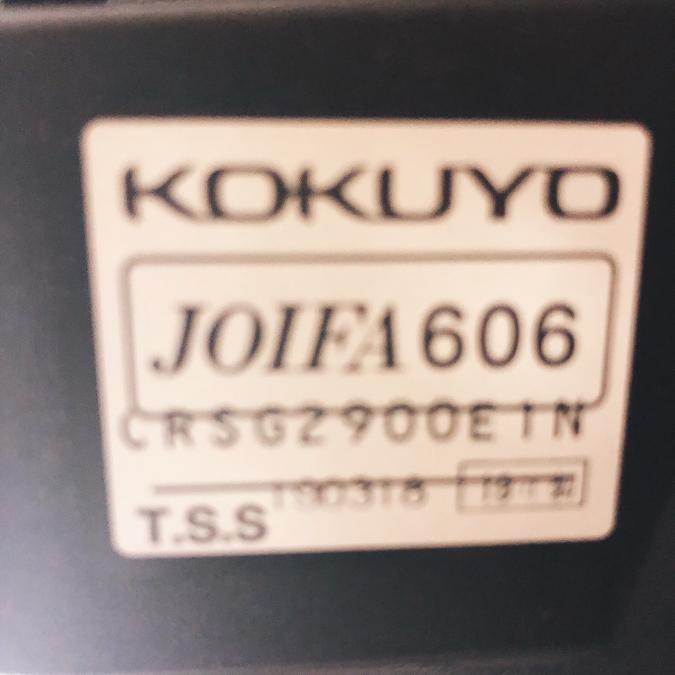 KOKUYO
JOIFA 606
CRSG2900E1N
190318
T.S.S